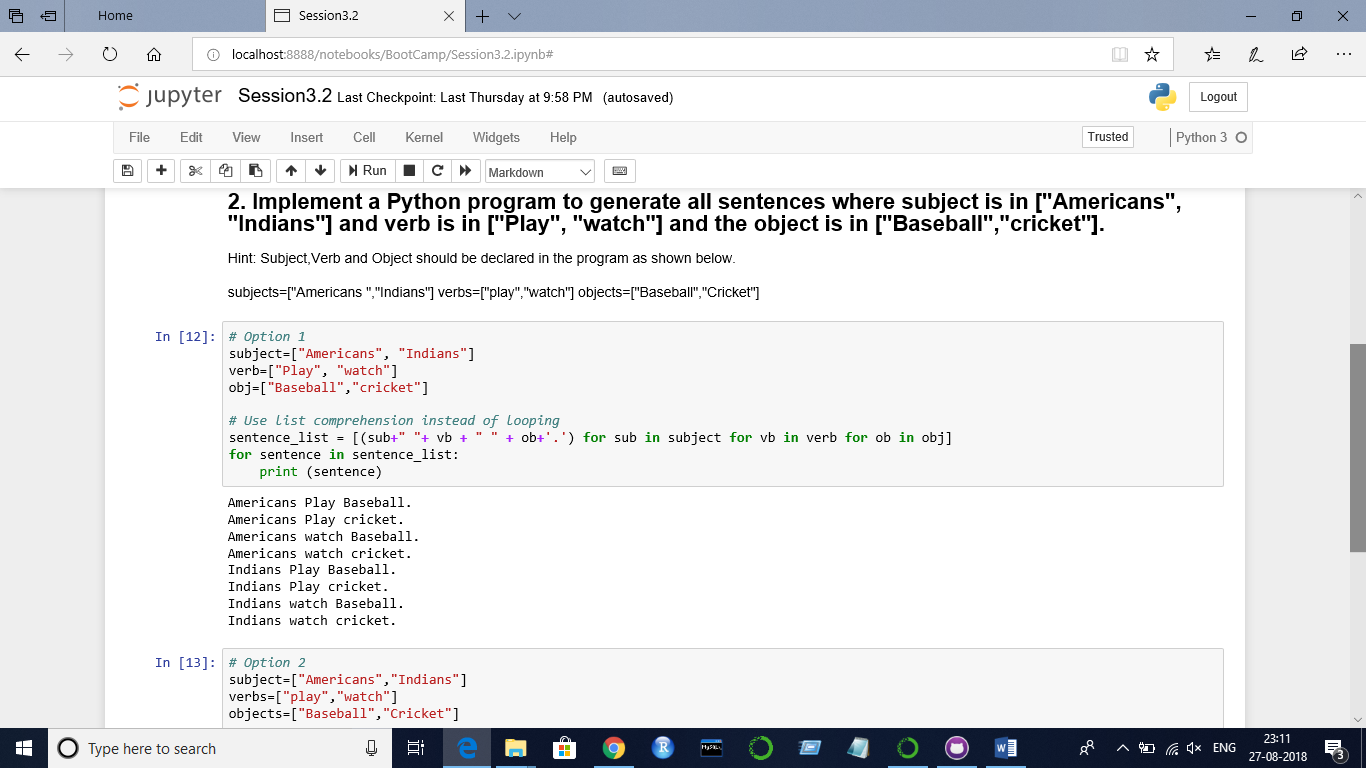 Home
Session3.2
localhost:8888/notebooks/BootCamp/Session3.2.ipynb#
jupyter Session3.2 Last Checkpoint: Last Thursday at 9:58 PM (autosaved)
Logout
File Edit View Insert Cell Kernel Widgets Help
Trusted
Python 3
Run
Markdown
2. Implement a Python program to generate all sentences where subject is in ["Americans",
"Indians"] and verb is in ["Play", "watch"] and the object is in ["Baseball","cricket"].
Hint: Subject,Verb and Object should be declared in the program as shown below.
subjects=["Americans ","Indians"] verbs=["play","watch"] objects=["Baseball","Cricket"]
In [12]:
# Option 1
subject=["Americans", "Indians"]
verb=["Play", "watch"]
obj=["Baseball","cricket"]
# Use list comprehension instead of looping
sentence_list = [(sub+" "+ vb + " " + ob+'.') for sub in subject for vb in verb for ob in obj]
for sentence in sentence_list:
    print (sentence)
Americans Play Baseball.
Americans Play cricket.
Americans watch Baseball.
Americans watch cricket.
Indians Play Baseball.
Indians Play cricket.
Indians watch Baseball.
Indians watch cricket.
In [13]:
# Option 2
subject=["Americans","Indians"]
verbs=["play","watch"]
objects=["Baseball","Cricket"]
Type here to search
R
MySQL
W
ENG
23:11
27-08-2018
3